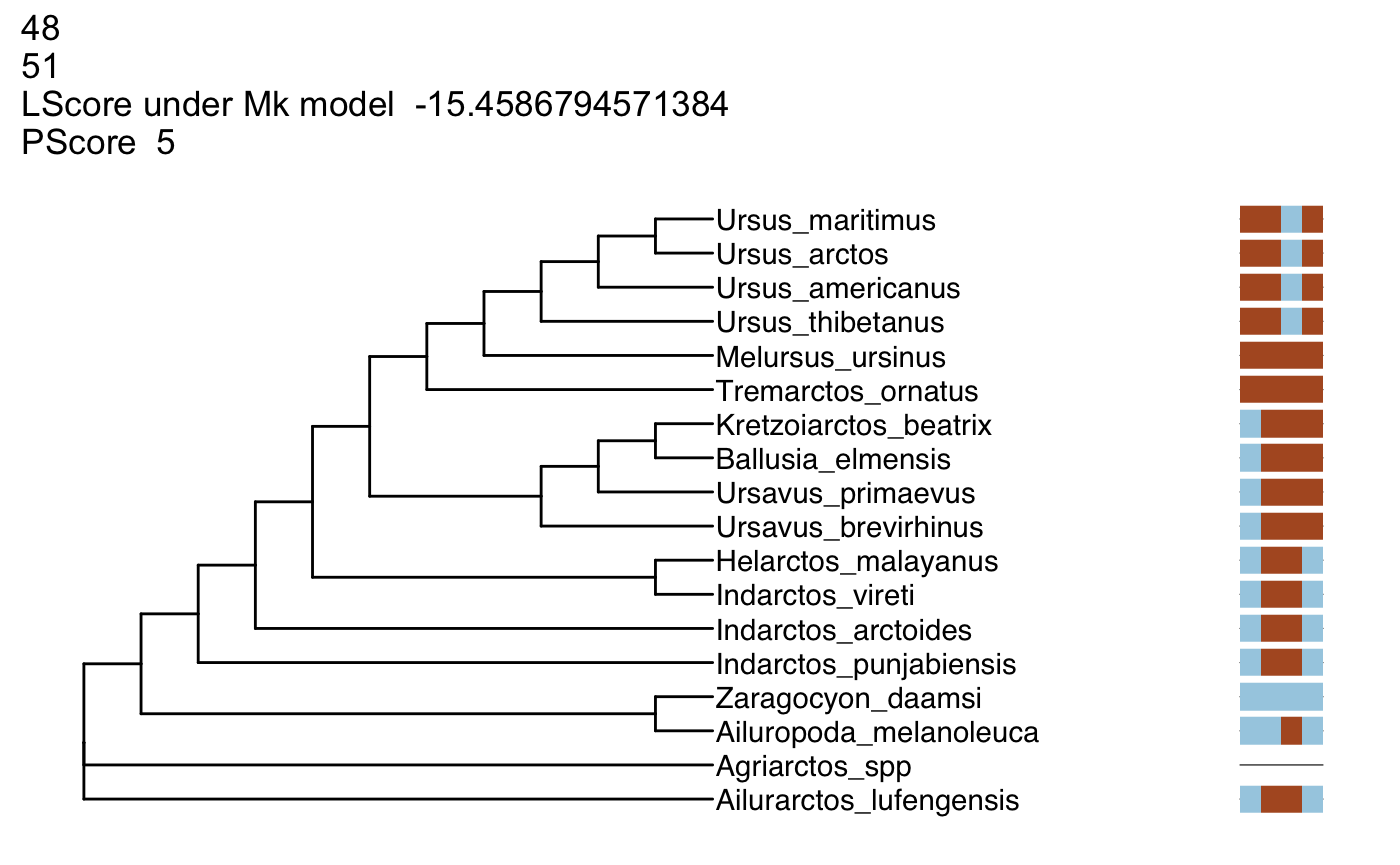 48
51
LScore under Mk model -15.4586794571384
PScore 5
Ursus_maritimus
Ursus_arctos
Ursus_americanus
Ursus_thibetanus
Melursus_ursinus
Tremarctos_ornatus
Kretzoiarctos_beatrix
Ballusia_elmensis
Ursavus_primaevus
Ursavus_brevirhinus
Helarctos_malayanus
Indarctos_vireti
Indarctos_arctoides
Indarctos_punjabiensis
Zaragocyon_daamsi
Ailuropoda_melanoleuca
Agriarctos_spp
Ailurarctos_lufengensis